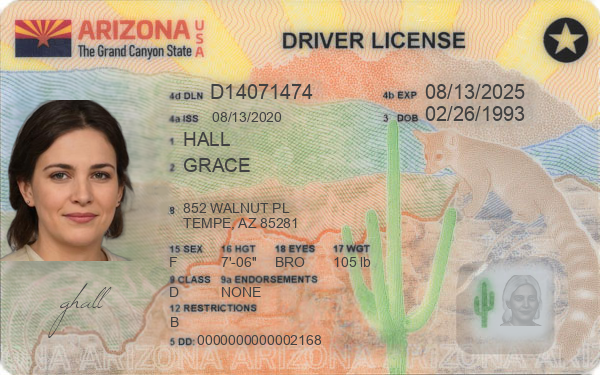 ARIZONA USA
The Grand Canyon State
DRIVER LICENSE
4d DLN D14071474 4b EXP 08/13/2025
4a ISS 08/13/2020 3 DOB 02/26/1993
1 HALL
2 GRACE
8 852 WALNUT PL
TEMPE, AZ 85281
15 SEX 16 HGT 18 EYES 17 WGT
F 7'-06" BRO 105 lb
9 CLASS 9a ENDORSEMENTS
D NONE
12 RESTRICTIONS
B
5 DD: 0000000000002168
ghall
ARIZONA ARIZONA ARIZONA ARIZONA ARIZ